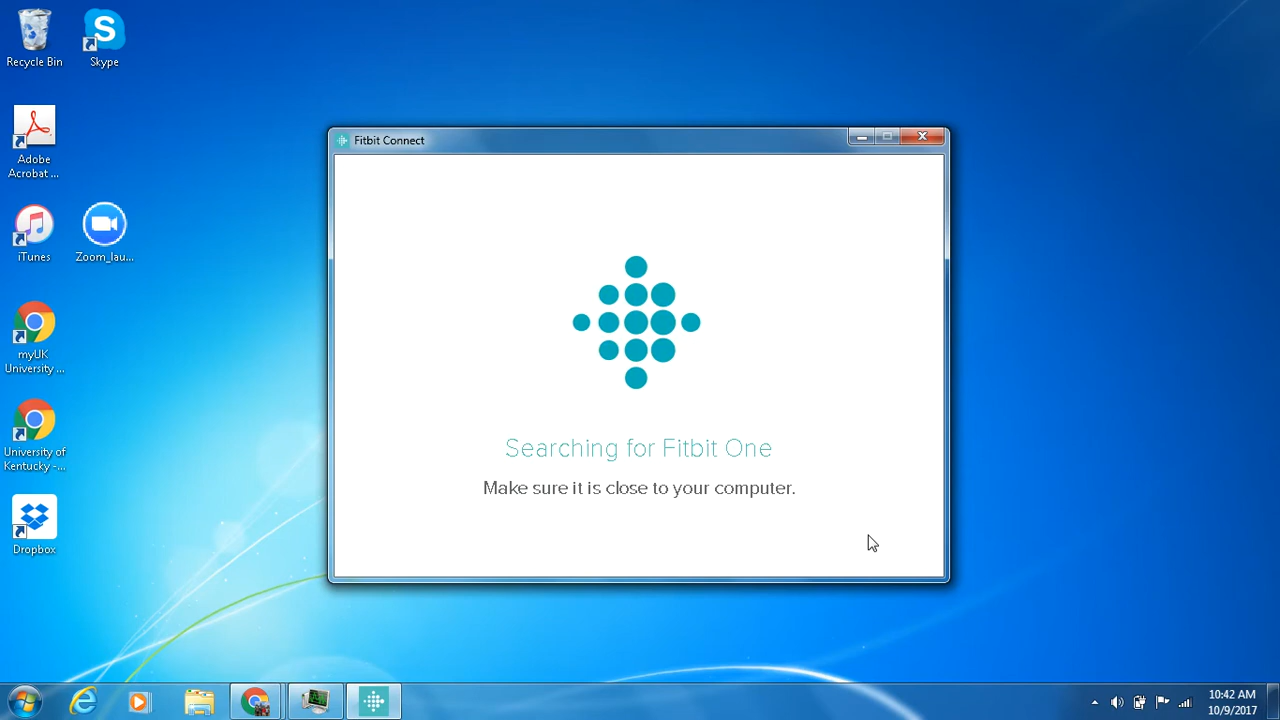 Recycle Bin
Skype
Adobe
Acrobat ...
iTunes
Zoom_lau...
myUK
University ...
University of
Kentucky -...
Dropbox
Fitbit Connect
Searching for Fitbit One
Make sure it is close to your computer.
10:42 AM
10/9/2017